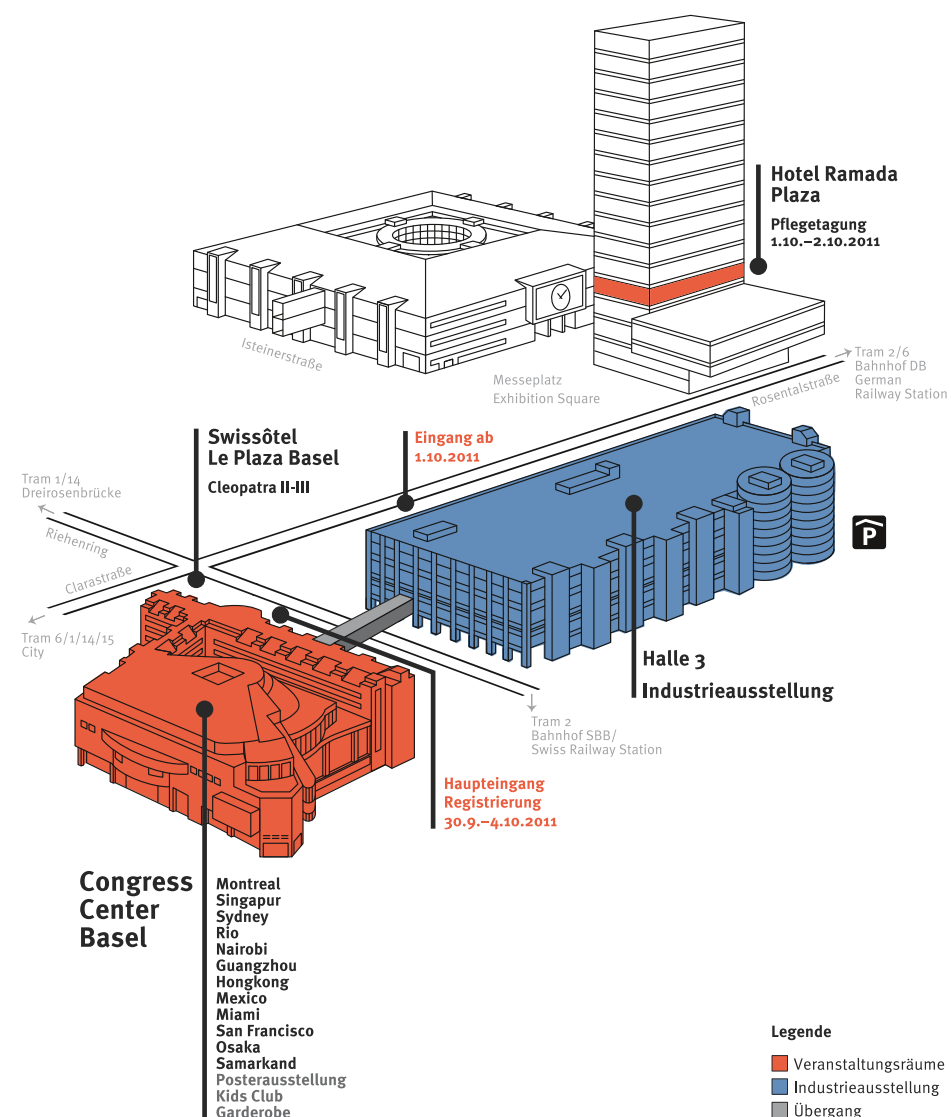 Hotel Ramada
Plaza
Pflegetagung
1.10.–2.10.2011
Isteinerstraße
Messeplatz
Exhibition Square
Rosentalstraße
Tram 2/6
Bahnhof DB
German
Railway Station
Swissôtel
Le Plaza Basel
Cleopatra II-III
Eingang ab
1.10.2011
Tram 1/14
Dreirosenbrücke
Riehenring
Clarastraße
Tram 6/1/14/15
City
P
Halle 3
Industrieausstellung
Tram 2
Bahnhof SBB/
Swiss Railway Station
Haupteingang
Registrierung
30.9.–4.10.2011
Congress
Center
Basel
Montreal
Singapur
Sydney
Rio
Nairobi
Guangzhou
Hongkong
Mexico
Miami
San Francisco
Osaka
Samarkand
Posterausstellung
Kids Club
Garderobe
Legende
Veranstaltungsräume
Industrieausstellung
Übergang